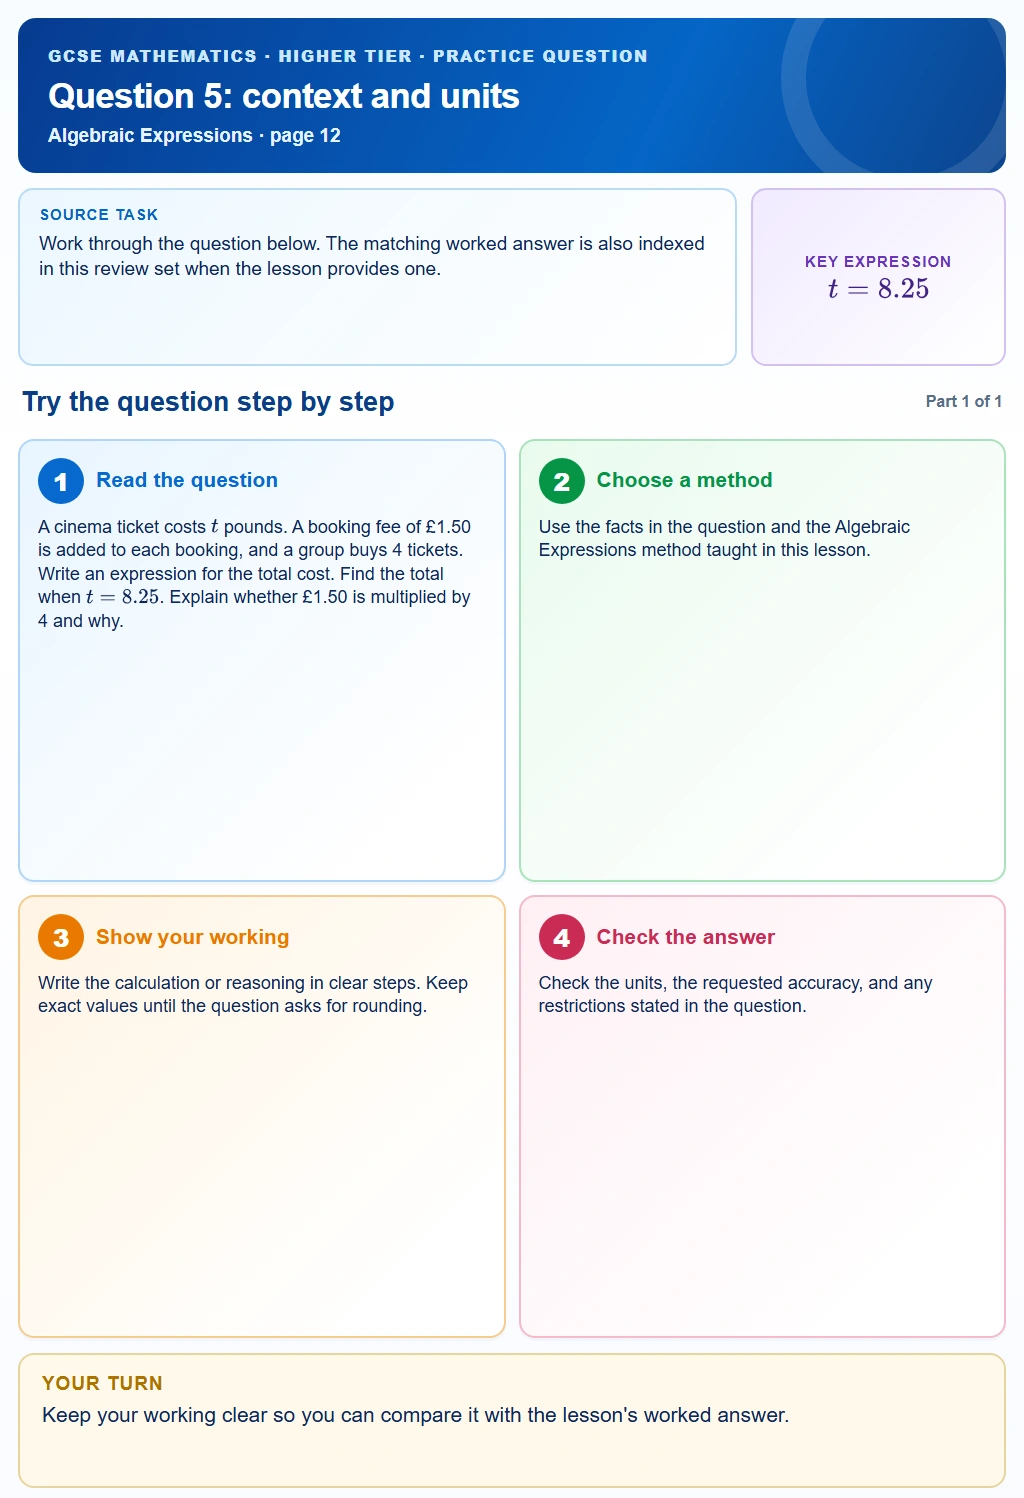 GCSE MATHEMATICS · HIGHER TIER · PRACTICE QUESTION
Question 5: context and units
Algebraic Expressions · page 12
SOURCE TASK
Work through the question below. The matching worked answer is also indexed
in this review set when the lesson provides one.
KEY EXPRESSION
t = 8.25
Try the question step by step
Part 1 of 1
1 Read the question
A cinema ticket costs t pounds. A booking fee of £1.50
is added to each booking, and a group buys 4 tickets.
Write an expression for the total cost. Find the total
when t = 8.25. Explain whether £1.50 is multiplied by
4 and why.
2 Choose a method
Use the facts in the question and the Algebraic
Expressions method taught in this lesson.
3 Show your working
Write the calculation or reasoning in clear steps. Keep
exact values until the question asks for rounding.
4 Check the answer
Check the units, the requested accuracy, and any
restrictions stated in the question.
YOUR TURN
Keep your working clear so you can compare it with the lesson's worked answer.